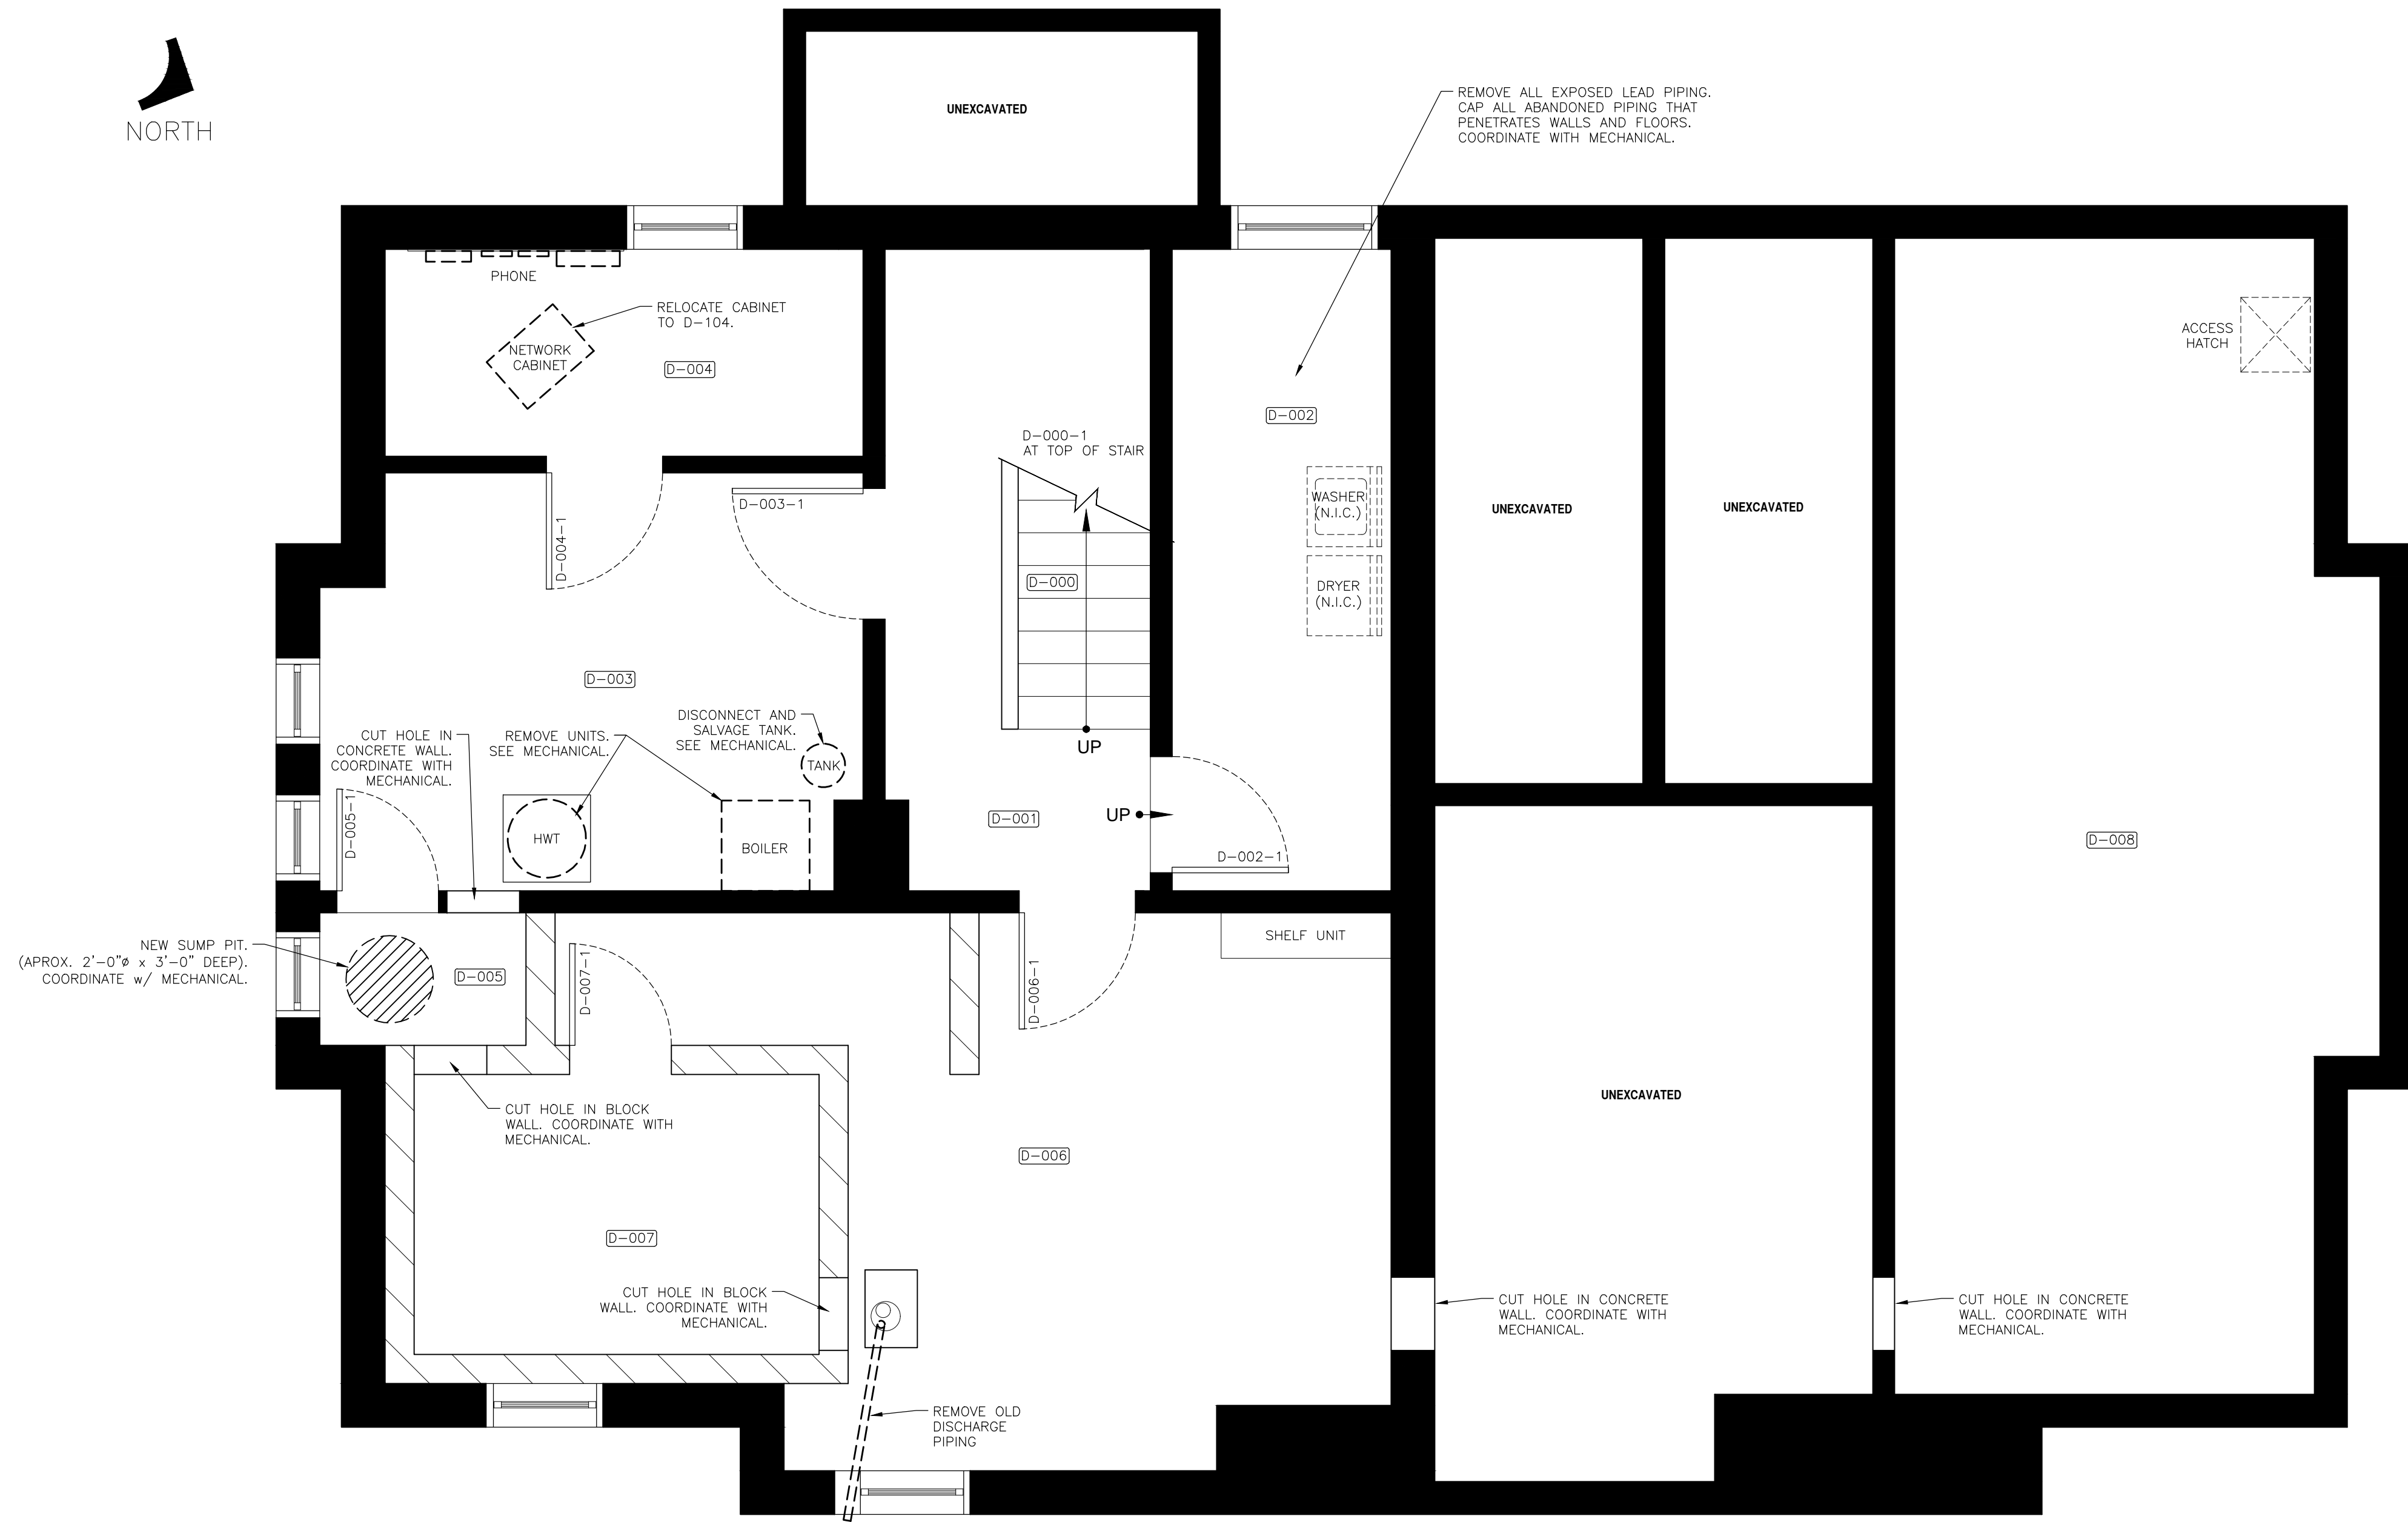 NORTH
UNEXCAVATED
REMOVE ALL EXPOSED LEAD PIPING.
CAP ALL ABANDONED PIPING THAT
PENETRATES WALLS AND FLOORS.
COORDINATE WITH MECHANICAL.
PHONE
RELOCATE CABINET
TO D-104.
NETWORK
CABINET
D-004
ACCESS
HATCH
D-002
D-000-1
AT TOP OF STAIR
D-003-1
D-004-1
WASHER
(N.I.C.)
UNEXCAVATED
UNEXCAVATED
D-000
DRYER
(N.I.C.)
D-003
DISCONNECT AND
SALVAGE TANK.
SEE MECHANICAL.
TANK
REMOVE UNITS.
SEE MECHANICAL.
CUT HOLE IN
CONCRETE WALL.
COORDINATE WITH
MECHANICAL.
UP
D-005-1
HWT
BOILER
D-001
UP
D-002-1
D-008
NEW SUMP PIT.
(APROX. 2'-0"ø x 3'-0" DEEP).
COORDINATE w/ MECHANICAL.
D-005
D-007-1
D-006-1
SHELF UNIT
CUT HOLE IN BLOCK
WALL. COORDINATE WITH
MECHANICAL.
UNEXCAVATED
D-006
D-007
CUT HOLE IN BLOCK
WALL. COORDINATE WITH
MECHANICAL.
CUT HOLE IN CONCRETE
WALL. COORDINATE WITH
MECHANICAL.
CUT HOLE IN CONCRETE
WALL. COORDINATE WITH
MECHANICAL.
REMOVE OLD
DISCHARGE
PIPING